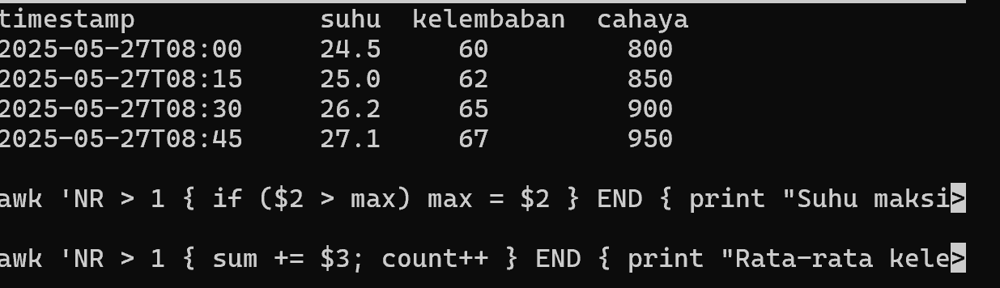 timestamp suhu kelembaban cahaya
2025-05-27T08:00 24.5 60 800
2025-05-27T08:15 25.0 62 850
2025-05-27T08:30 26.2 65 900
2025-05-27T08:45 27.1 67 950
awk 'NR > 1 { if ($2 > max) max = $2 } END { print "Suhu maksi>
awk 'NR > 1 { sum += $3; count++ } END { print "Rata-rata kele>